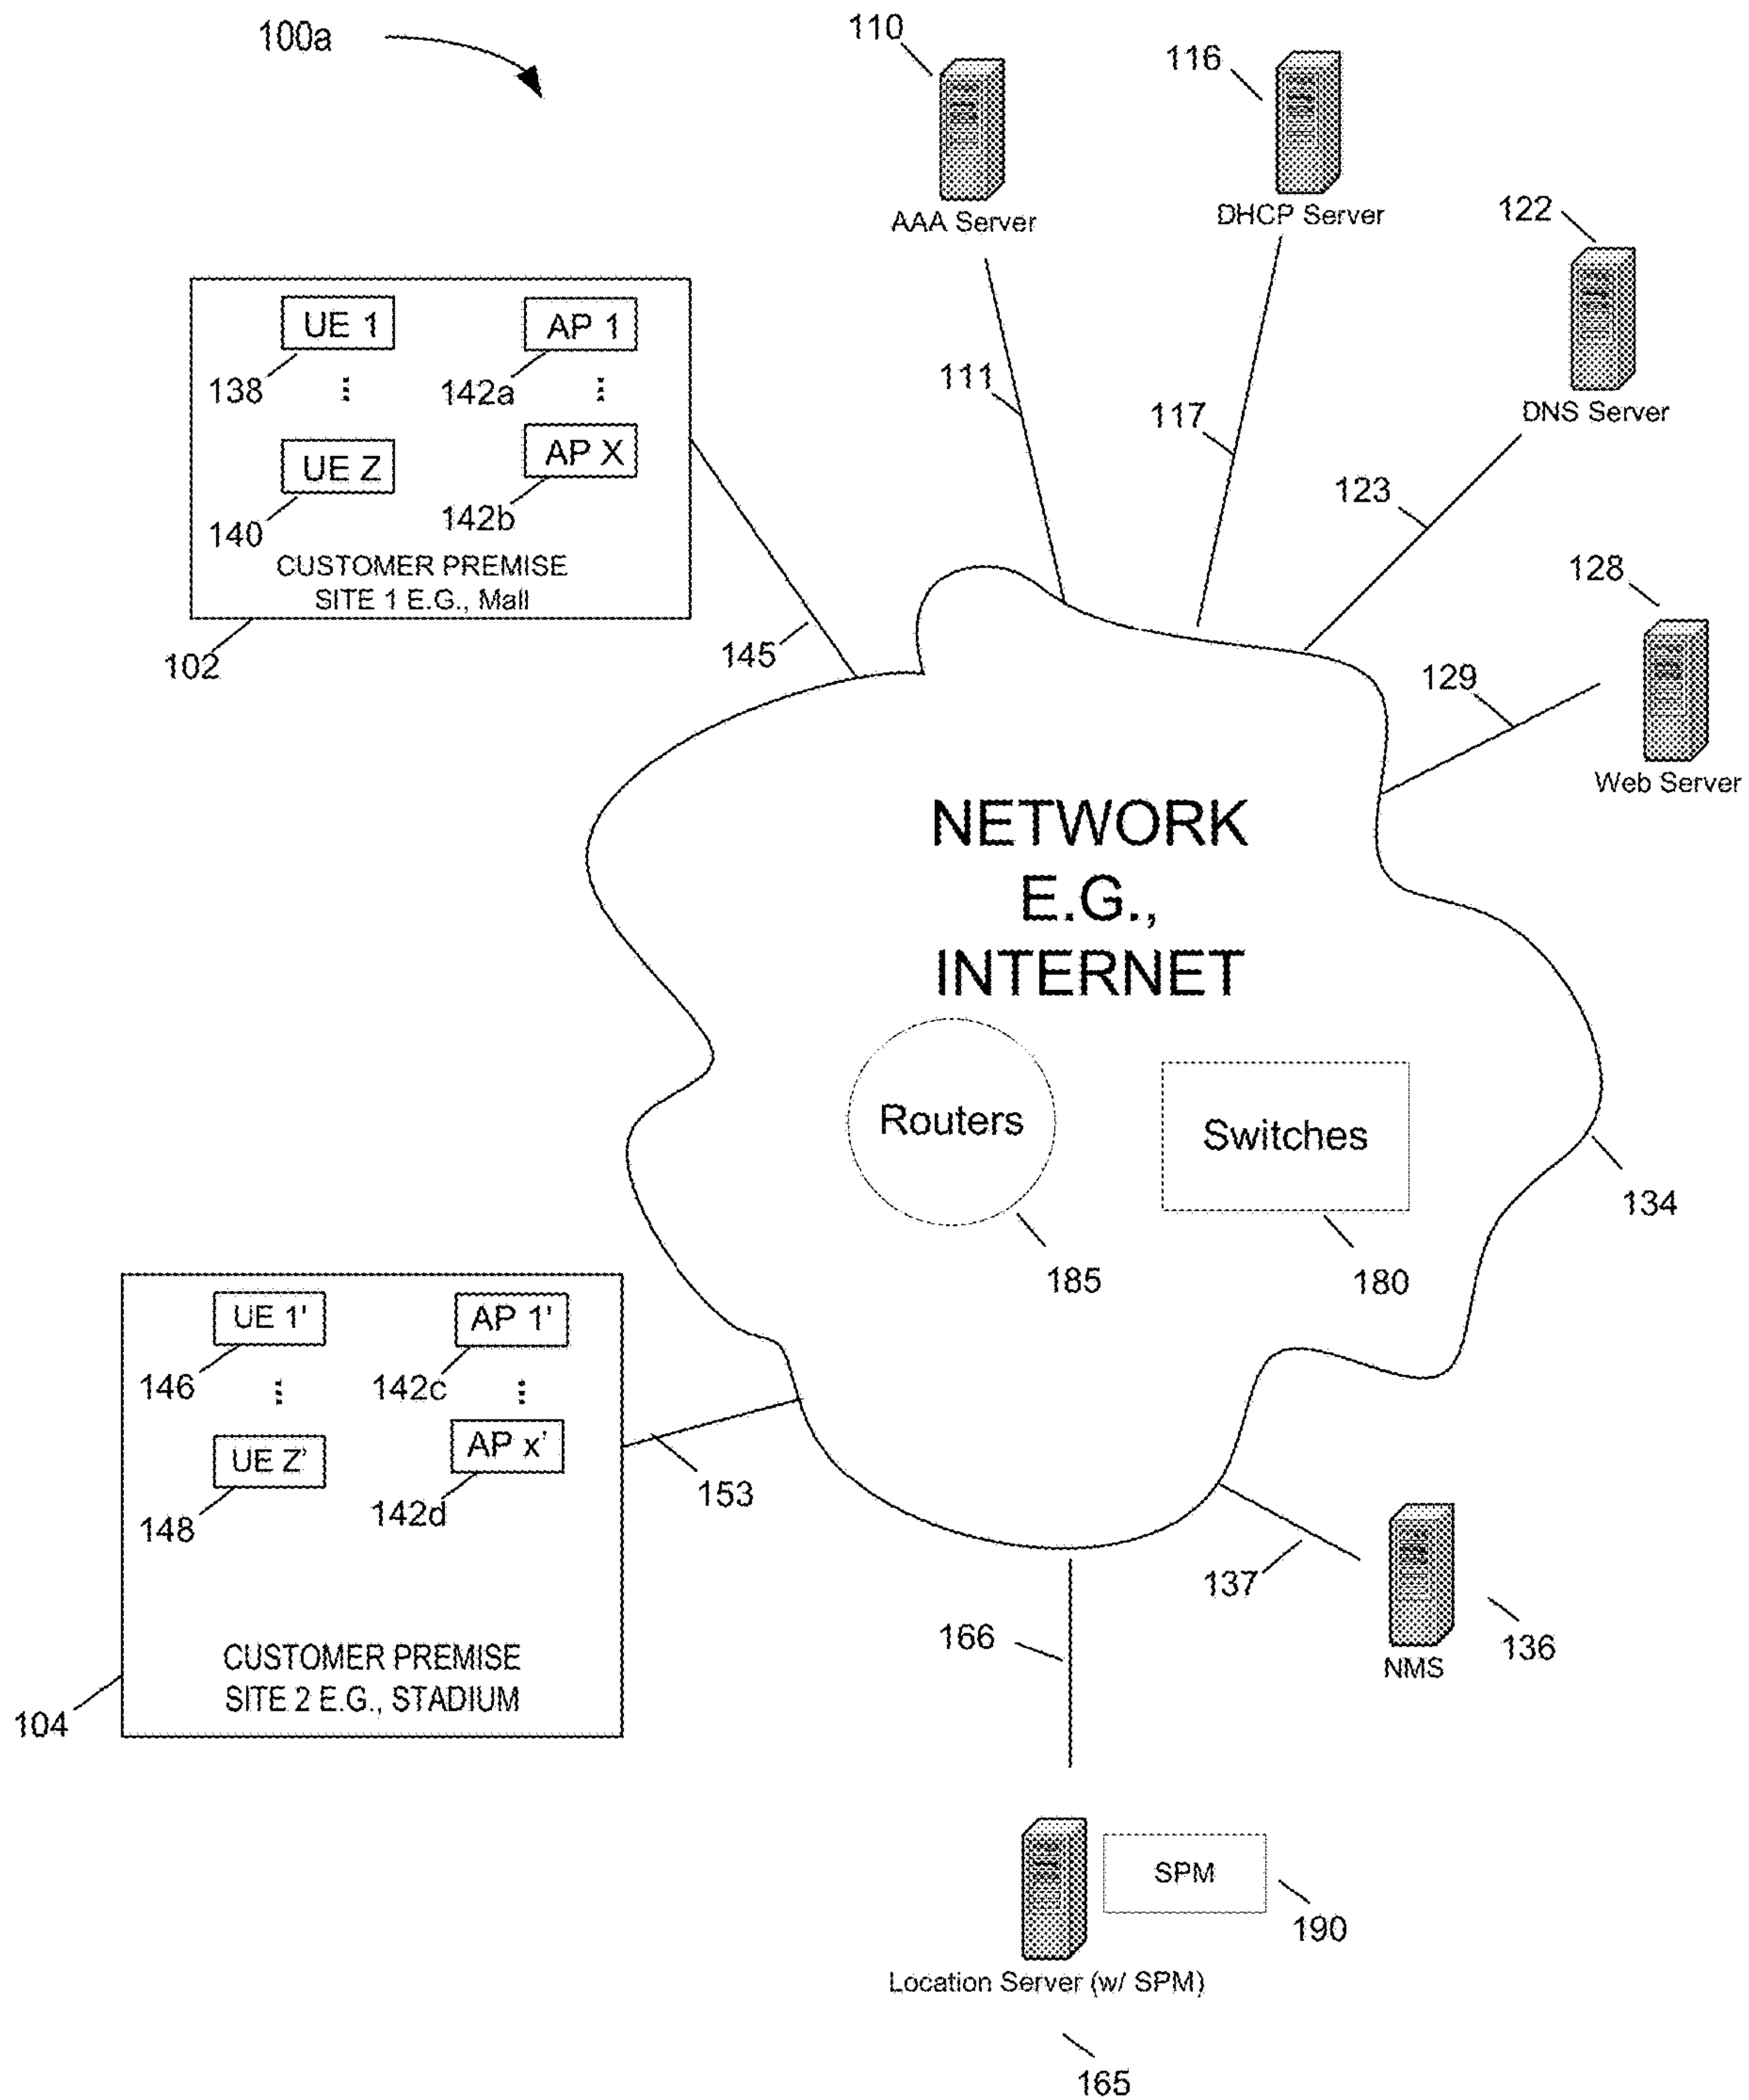 100a
110
116
AAA Server
DHCP Server
122
DNS Server
UE 1
AP 1
138
142a
111
117
UE Z
AP X
140
142b
123
CUSTOMER PREMISE
SITE 1 E.G., Mall
102
145
128
129
Web Server
NETWORK
E.G.,
INTERNET
Routers
Switches
134
185
180
UE 1'
AP 1'
146
142c
UE Z'
AP x'
148
142d
153
CUSTOMER PREMISE
SITE 2 E.G., STADIUM
104
137
136
NMS
166
SPM
190
Location Server (w/ SPM)
165